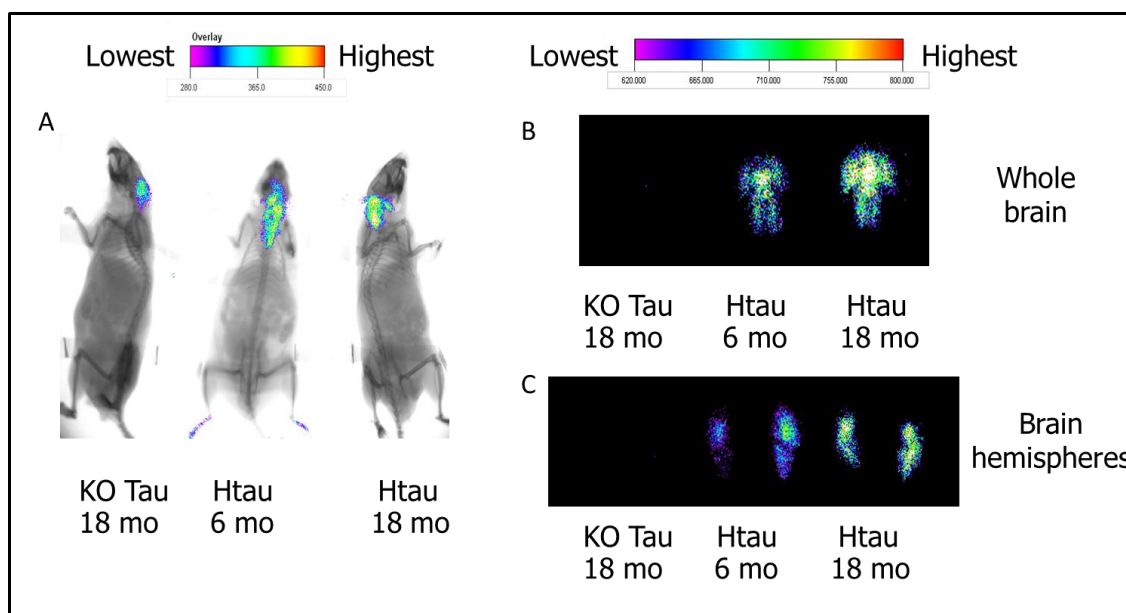 Overlay
Lowest Highest
280.0 365.0 450.0
Lowest Highest
620.000 665.000 710.000 755.000 800.000
A
B
Whole
brain
KO Tau Htau Htau
18 mo 6 mo 18 mo
C
Brain
hemispheres
KO Tau Htau Htau
18 mo 6 mo 18 mo
KO Tau Htau Htau
18 mo 6 mo 18 mo